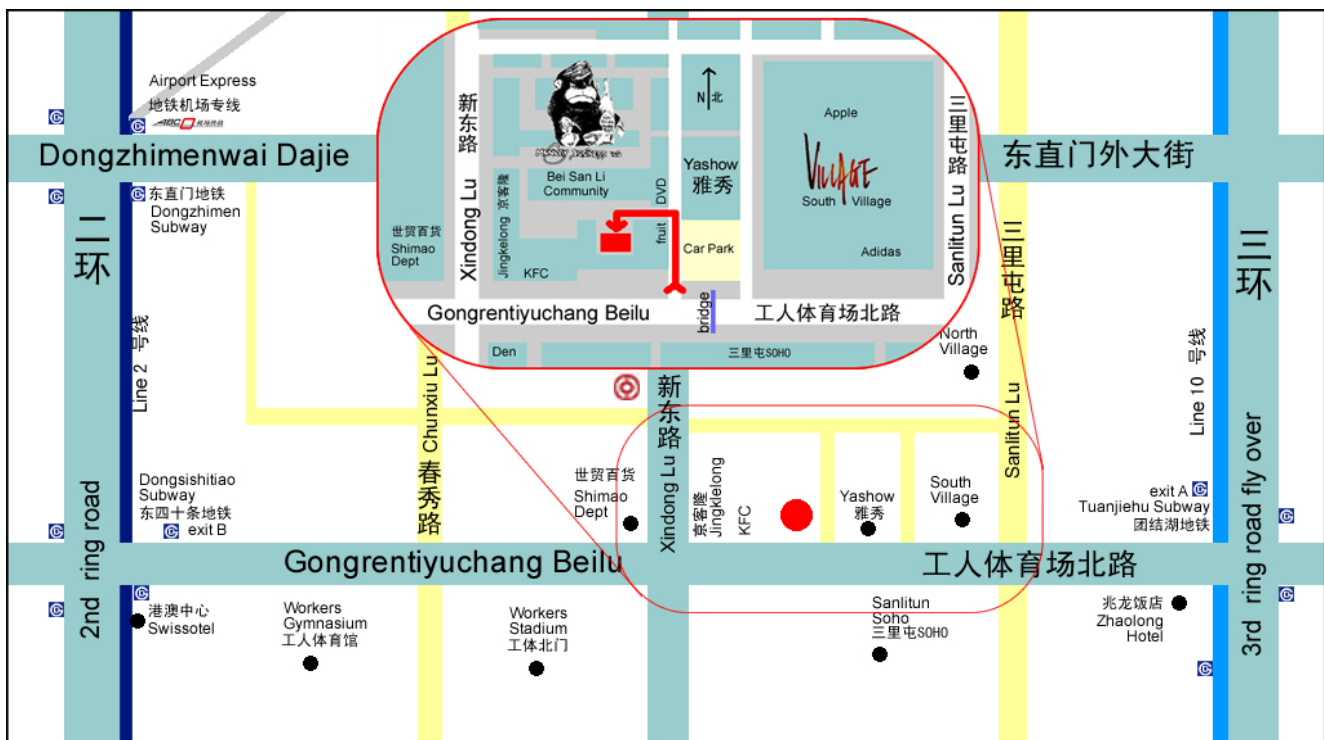 Airport Express
地铁机场专线
Dongzhimenwai Dajie
东直门外大街
东直门地铁
Dongzhimen
Subway
二环
2nd ring road
Line 2 号线
新东路
Xindong Lu
世贸百货
Shimao
Dept
Jingkelong 京客隆
KFC
Bei San Li
Community
DVD
fruit
N 北
Yashow
雅秀
Car Park
Apple
VILLAGE
South Village
Adidas
三里屯路
Sanlitun Lu
Gongrentiyuchang Beilu
bridge
工人体育场北路
Den
三里屯SOHO
三里屯路
Sanlitun Lu
North
Village
三环
3rd ring road fly over
Line 10 号线
Chunxiu Lu
春秀路
新东路
Xindong Lu
世贸百货
Shimao
Dept
京客隆
Jingklelong
KFC
Yashow
雅秀
South
Village
exit A
Tuanjiehu Subway
团结湖地铁
Dongsishitiao
Subway
东四十条地铁
exit B
Gongrentiyuchang Beilu
工人体育场北路
港澳中心
Swissotel
Workers
Gymnasium
工人体育馆
Workers
Stadium
工体北门
Sanlitun
Soho
三里屯SOHO
兆龙饭店
Zhaolong
Hotel